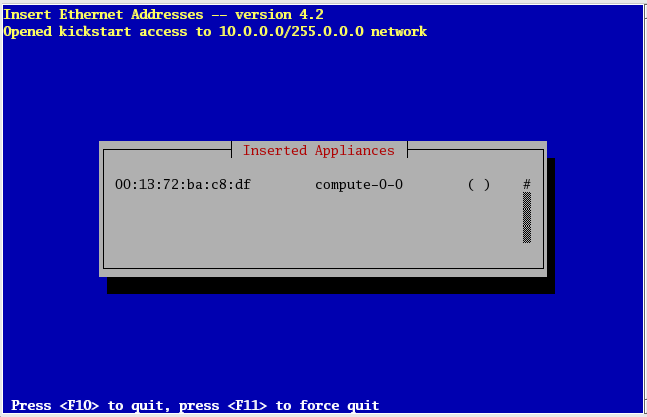 Insert Ethernet Addresses -- version 4.2
Opened kickstart access to 10.0.0.0/255.0.0.0 network
Inserted Appliances
00:13:72:ba:c8:df compute-0-0 ( ) #
Press <F10> to quit, press <F11> to force quit